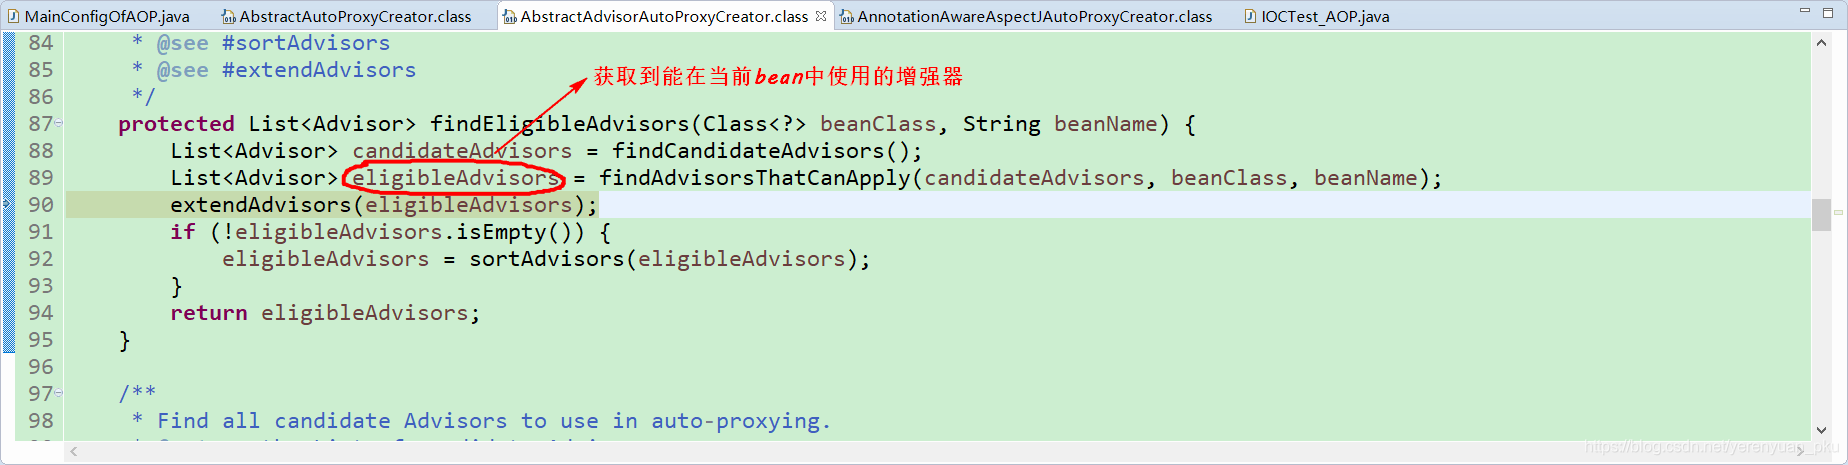 MainConfigOfAOP.java AbstractAutoProxyCreator.class AbstractAdvisorAutoProxyCreator.class AnnotationAwareAspectJAutoProxyCreator.class IOCTest_AOP.java
84 * @see #sortAdvisors
85 * @see #extendAdvisors
获取到能在当前bean中使用的增强器
86 */
87 protected List<Advisor> findEligibleAdvisors(Class<?> beanClass, String beanName) {
88 List<Advisor> candidateAdvisors = findCandidateAdvisors();
89 List<Advisor> eligibleAdvisors = findAdvisorsThatCanApply(candidateAdvisors, beanClass, beanName);
90 extendAdvisors(eligibleAdvisors);
91 if (!eligibleAdvisors.isEmpty()) {
92 eligibleAdvisors = sortAdvisors(eligibleAdvisors);
93 }
94 return eligibleAdvisors;
95 }
96
97 /**
98 * Find all candidate Advisors to use in auto-proxying.
https://blog.csdn.net/yerenyuan_pku